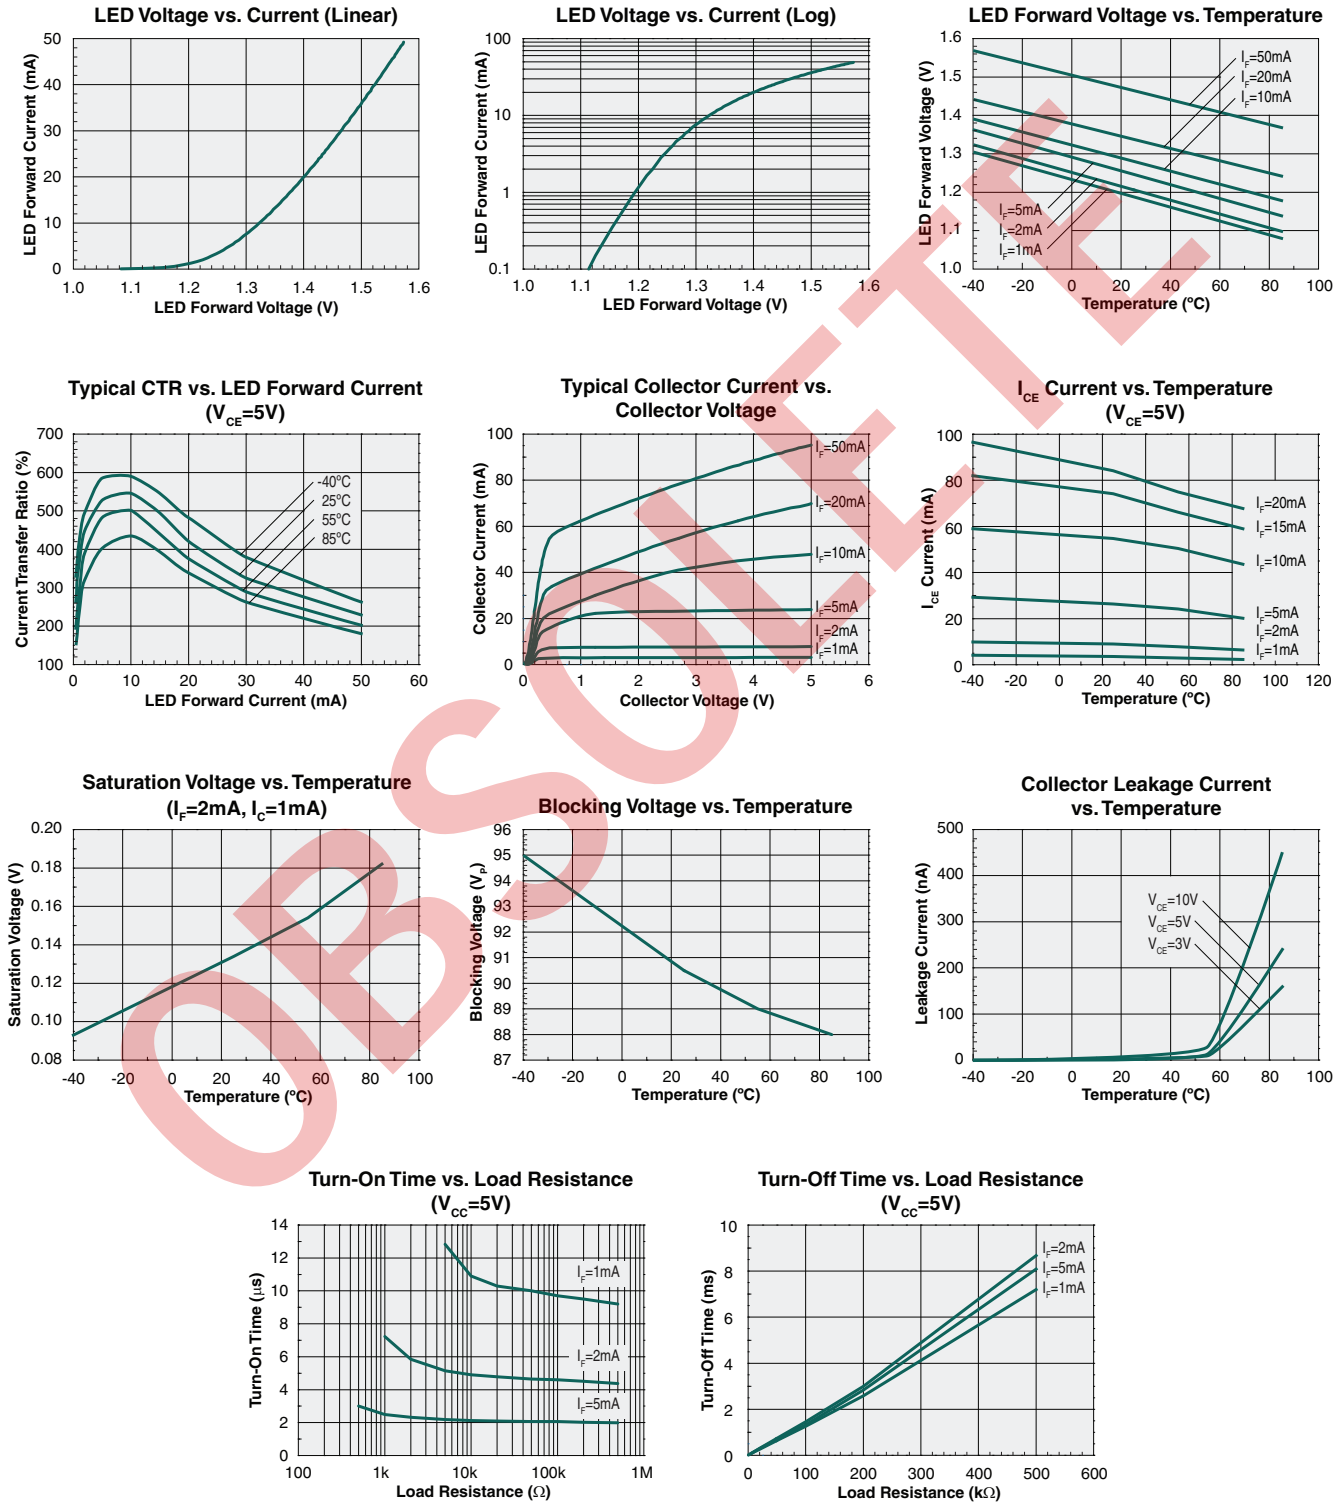 LED Voltage vs. Current (Linear)
LED Forward Current (mA)
50
40
30
20
10
0
1.0 1.1 1.2 1.3 1.4 1.5 1.6
LED Forward Voltage (V)
LED Voltage vs. Current (Log)
LED Forward Current (mA)
100
10
1
0.1
1.0 1.1 1.2 1.3 1.4 1.5 1.6
LED Forward Voltage (V)
LED Forward Voltage vs. Temperature
LED Forward Voltage (V)
1.6
1.5
1.4
1.3
1.2
1.1
1.0
IF=50mA
IF=20mA
IF=10mA
IF=5mA
IF=2mA
IF=1mA
-40 -20 0 20 40 60 80 100
Temperature (ºC)
Typical CTR vs. LED Forward Current
(VCE=5V)
Current Transfer Ratio (%)
700
600
500
400
300
200
100
-40ºC
25ºC
55ºC
85ºC
0 10 20 30 40 50 60
LED Forward Current (mA)
Typical Collector Current vs.
Collector Voltage
Collector Current (mA)
100
80
60
40
20
0
IF=50mA
IF=20mA
IF=10mA
IF=5mA
IF=2mA
IF=1mA
0 1 2 3 4 5 6
Collector Voltage (V)
ICE Current vs. Temperature
(VCE=5V)
ICE Current (mA)
100
80
60
40
20
0
IF=20mA
IF=15mA
IF=10mA
IF=5mA
IF=2mA
IF=1mA
-40 -20 0 20 40 60 80 100 120
Temperature (ºC)
Saturation Voltage vs. Temperature
(IF=2mA, IC=1mA)
Saturation Voltage (V)
0.20
0.18
0.16
0.14
0.12
0.10
0.08
-40 -20 0 20 40 60 80 100
Temperature (ºC)
Blocking Voltage vs. Temperature
Blocking Voltage (VP)
96
95
94
93
92
91
90
89
88
87
-40 -20 0 20 40 60 80 100
Temperature (ºC)
Collector Leakage Current
vs. Temperature
Leakage Current (nA)
500
400
300
200
100
0
VCE=10V
VCE=5V
VCE=3V
-40 -20 0 20 40 60 80 100
Temperature (ºC)
Turn-On Time vs. Load Resistance
(VCC=5V)
Turn-On Time (μs)
14
12
10
8
6
4
2
0
IF=1mA
IF=2mA
IF=5mA
100 1k 10k 100k 1M
Load Resistance (Ω)
Turn-Off Time vs. Load Resistance
(VCC=5V)
Turn-Off Time (ms)
10
8
6
4
2
0
IF=2mA
IF=5mA
IF=1mA
0 100 200 300 400 500 600
Load Resistance (kΩ)
OBSOLETE